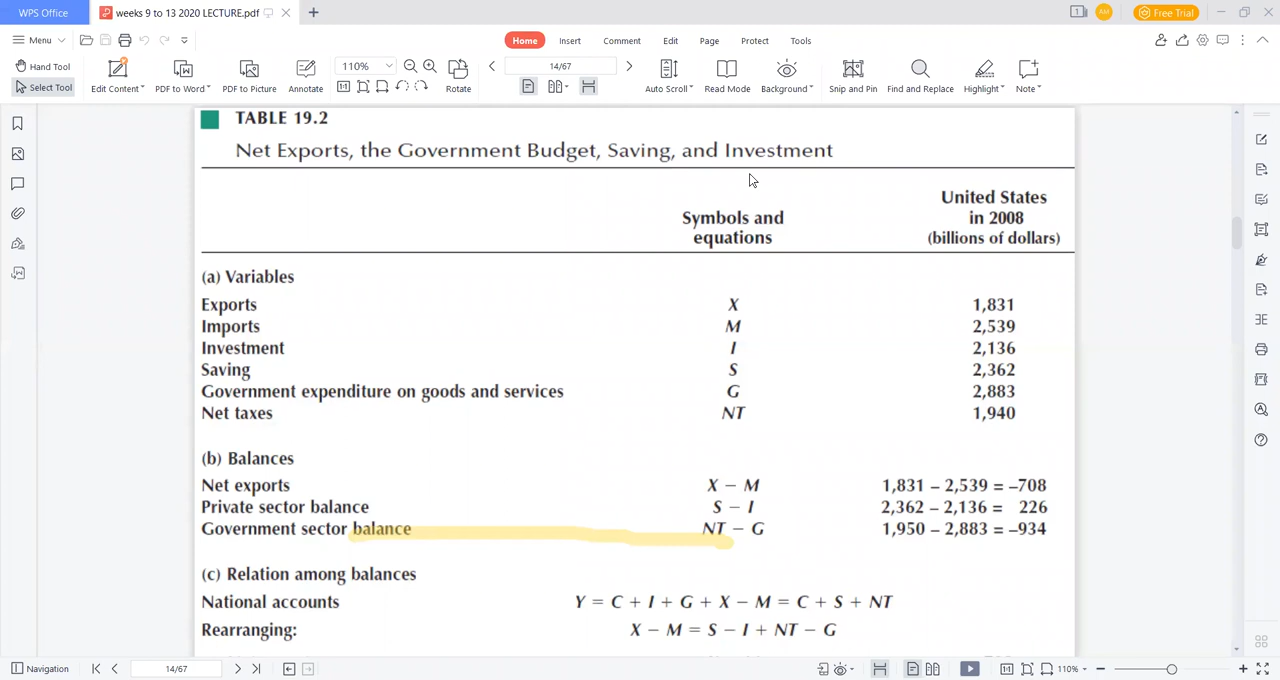 WPS Office
weeks 9 to 13 2020 LECTURE.pdf
1
Free Trial
Menu
Home
Insert
Comment
Edit
Page
Protect
Tools
Hand Tool
Select Tool
Edit Content
PDF to Word
PDF to Picture
Annotate
110%
Rotate
14/67
Auto Scroll
Read Mode
Background
Snip and Pin
Find and Replace
Highlight
Note
TABLE 19.2
Net Exports, the Government Budget, Saving, and Investment
Symbols and equations
United States in 2008 (billions of dollars)
(a) Variables
Exports X 1,831
Imports M 2,539
Investment I 2,136
Saving S 2,362
Government expenditure on goods and services G 2,883
Net taxes NT 1,940
(b) Balances
Net exports X − M 1,831 − 2,539 = −708
Private sector balance S − I 2,362 − 2,136 = 226
Government sector balance NT − G 1,950 − 2,883 = −934
(c) Relation among balances
National accounts Y = C + I + G + X − M = C + S + NT
Rearranging: X − M = S − I + NT − G
Navigation
14/67
110%